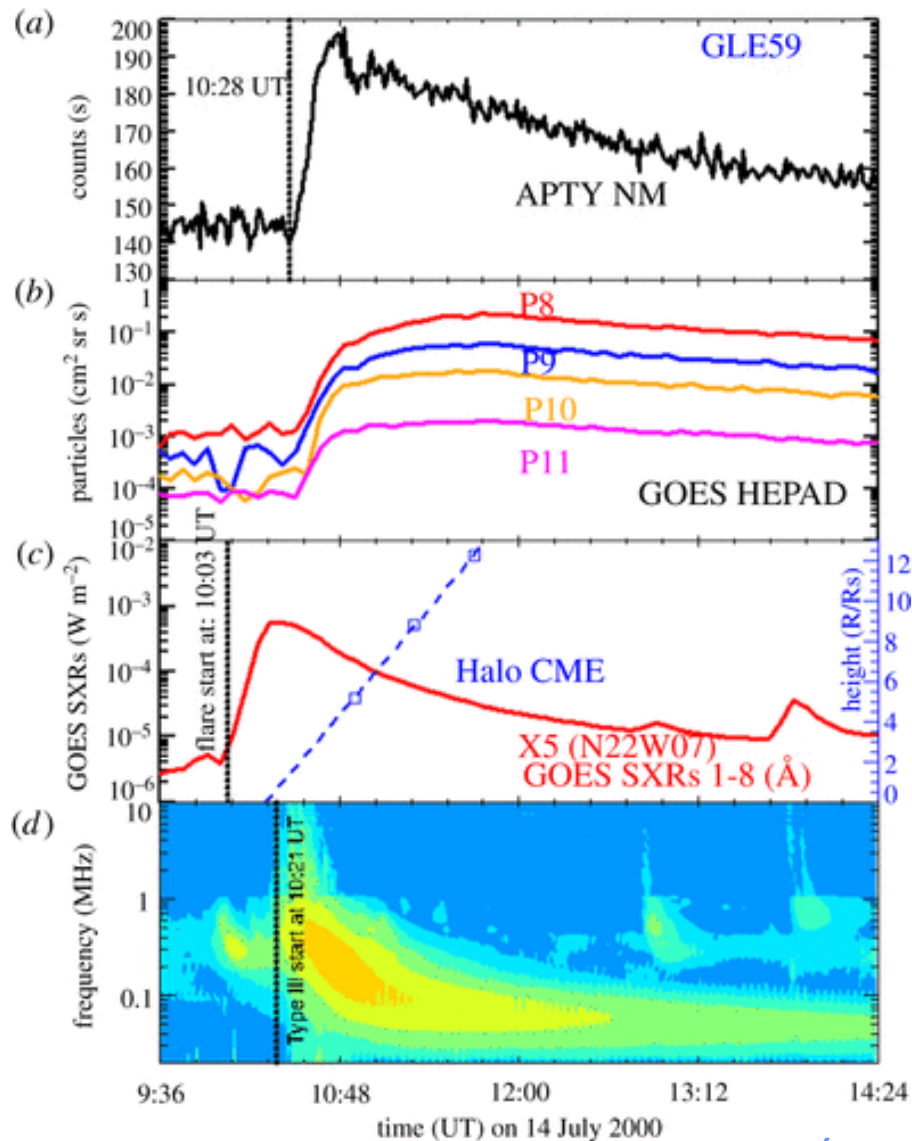 (a)
200
190
180
170
160
150
140
130
counts (s)
10:28 UT
GLE59
APTY NM
(b)
1
10⁻¹
10⁻²
10⁻³
10⁻⁴
10⁻⁵
particles (cm² sr s)
P8
P9
P10
P11
GOES HEPAD
(c)
10⁻²
10⁻³
10⁻⁴
10⁻⁵
10⁻⁶
GOES SXRs (W m⁻²)
flare start at: 10:03 UT
Halo CME
X5 (N22W07)
GOES SXRs 1-8 (Å)
12
10
8
6
4
2
0
height (R/Rs)
(d)
10
1
0.1
frequency (MHz)
Type III start at 10:21 UT
9:36 10:48 12:00 13:12 14:24
time (UT) on 14 July 2000